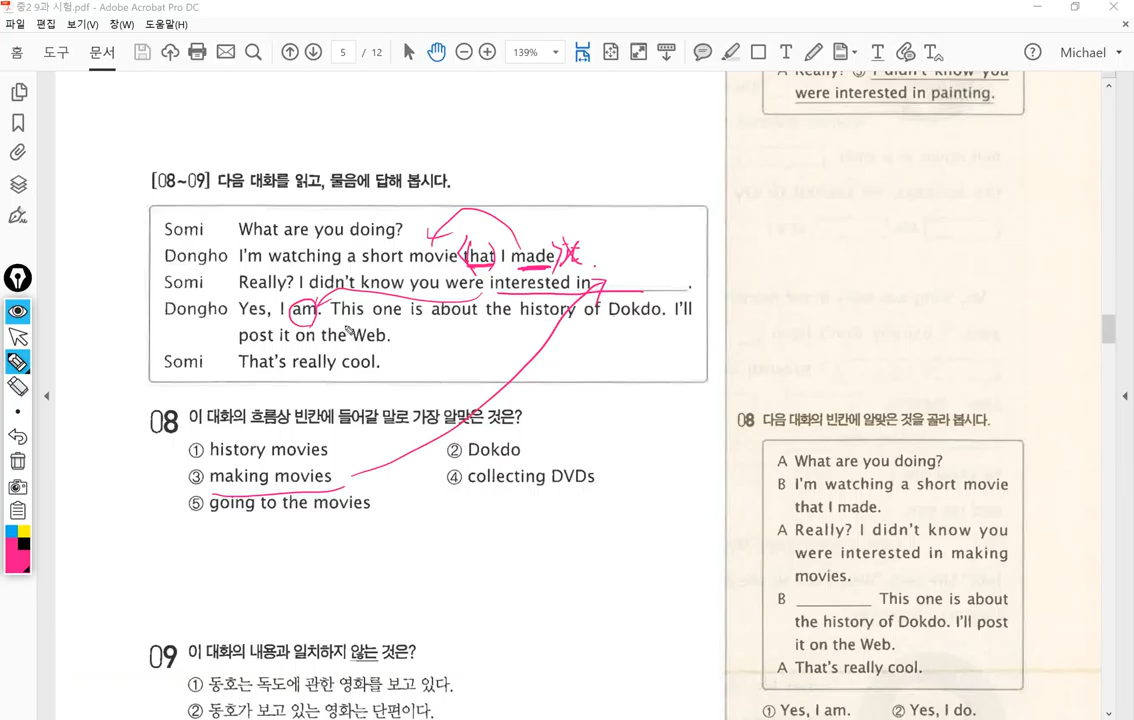 중2 9과 시험.pdf - Adobe Acrobat Pro DC
파일 편집 보기(V) 창(W) 도움말(H)
홈 도구 문서 5 / 12 139% Michael
[08~09] 다음 대화를 읽고, 물음에 답해 봅시다.
Somi What are you doing?
Dongho I'm watching a short movie that I made.
Somi Really? I didn't know you were interested in ________.
Dongho Yes, I am. This one is about the history of Dokdo. I'll
post it on the Web.
Somi That's really cool.
08 이 대화의 흐름상 빈칸에 들어갈 말로 가장 알맞은 것은?
① history movies ② Dokdo
③ making movies ④ collecting DVDs
⑤ going to the movies
09 이 대화의 내용과 일치하지 않는 것은?
① 동호는 독도에 관한 영화를 보고 있다.
② 동호가 보고 있는 영화는 단편이다.
A Really? ⑤ I didn't know you
were interested in painting.
08 다음 대화의 빈칸에 알맞은 것을 골라 봅시다.
A What are you doing?
B I'm watching a short movie
that I made.
A Really? I didn't know you
were interested in making
movies.
B ________ This one is about
the history of Dokdo. I'll post
it on the Web.
A That's really cool.
① Yes, I am. ② Yes, I do.